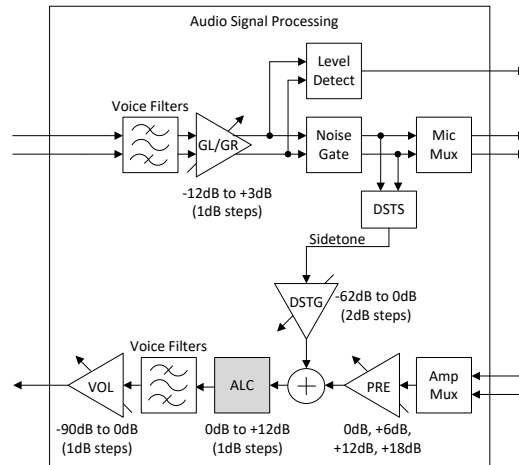 Audio Signal Processing
Level
Detect
Voice Filters
GL/GR
Noise
Gate
Mic
Mux
-12dB to +3dB
(1dB steps)
DSTS
Sidetone
DSTG
-62dB to 0dB
(2dB steps)
Voice Filters
VOL
ALC
PRE
Amp
Mux
-90dB to 0dB
(1dB steps)
0dB to +12dB
(1dB steps)
0dB, +6dB,
+12dB, +18dB